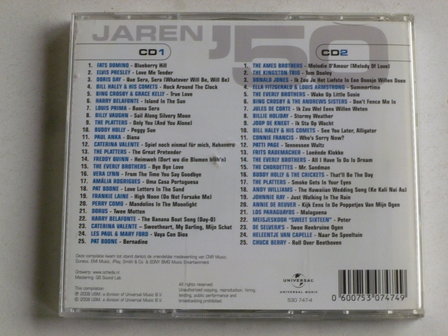 JAREN '50
CD1
1. FATS DOMINO - Blueberry Hill
2. ELVIS PRESLEY - Love Me Tender
3. DORIS DAY - Que Sera, Sera (Whatever Will Be, Will Be)
4. BILL HALEY & HIS COMETS - Rock Around The Clock
5. BING CROSBY & GRACE KELLY - True Love
6. HARRY BELAFONTE - Island In The Sun
7. LOUIS PRIMA - Buona Sera
8. BILLY VAUGHN - Sail Along Silvery Moon
9. THE PLATTERS - Only You (And You Alone)
10. BUDDY HOLLY - Peggy Sue
11. PAUL ANKA - Diana
12. CATERINA VALENTE - Spiel noch einmal für mich, Habanero
13. THE PLATTERS - The Great Pretender
14. FREDDY QUINN - Heimweh (Dort wo die Blumen blüh'n)
15. THE EVERLY BROTHERS - Bye Bye Love
16. VERA LYNN - From The Time You Say Goodbye
17. AMÁLIA RODRIGUES - Uma Casa Portuguesa
18. PAT BOONE - Love Letters In The Sand
19. FRANKIE LAINE - High Noon (Do Not Forsake Me)
20. PERRY COMO - Mandolins In The Moonlight
21. DORUS - Twee Motten
22. HARRY BELAFONTE - The Banana Boat Song (Day-O)
23. CATERINA VALENTE - Sweetheart, My Darling, Mijn Schat
24. LES PAUL AND MARY FORD - Vaya Con Dios
25. PAT BOONE - Bernadine
CD2
1. THE AMES BROTHERS - Melodie D'Amour (Melody Of Love)
2. THE KINGSTON TRIO - Tom Dooley
3. DONALD JONES - Ik Zou Je Het Liefste In Een Doosje Willen Doen
4. ELLA FITZGERALD & LOUIS ARMSTRONG - Summertime
5. THE EVERLY BROTHERS - Wake Up Little Susie
6. BING CROSBY & THE ANDREWS SISTERS - Don't Fence Me In
7. JULES DE CORTE - Ik Zou Wel Eens Willen Weten
8. BILLIE HOLIDAY - Stormy Weather
9. JOOP DE KNEGT - Ik Sta Op Wacht
10. BILL HALEY & HIS COMETS - See You Later, Alligator
11. CONNIE FRANCIS - Who's Sorry Now?
12. PATTI PAGE - Tennessee Waltz
13. FRITS RADEMACHER - Loeënde Klokke
14. THE EVERLY BROTHERS - All I Have To Do Is Dream
15. THE CHORDETTES - Mr. Sandman
16. BUDDY HOLLY & THE CRICKETS - That'll Be The Day
17. THE PLATTERS - Smoke Gets In Your Eyes
18. ANDY WILLIAMS - The Hawaiian Wedding Song (Ke Kali Nei Au)
19. JOHNNIE RAY - Just Walking In The Rain
20. ANNIE DE REUVER - Kijk Eens In De Poppetjes Van Mijn Ogen
21. LOS PARAGUAYOS - Malaguena
22. MEISJESKOOR "SWEET SIXTEEN" - Peter
23. DE SELVERA'S - Twee Reebruine Ogen
24. HELEENTJE VAN CAPELLE - Naar De Speeltuin
25. CHUCK BERRY - Roll Over Beethoven
UNIVERSAL
UNIVERSAL MUSIC
530 747-4
0 600753 074749